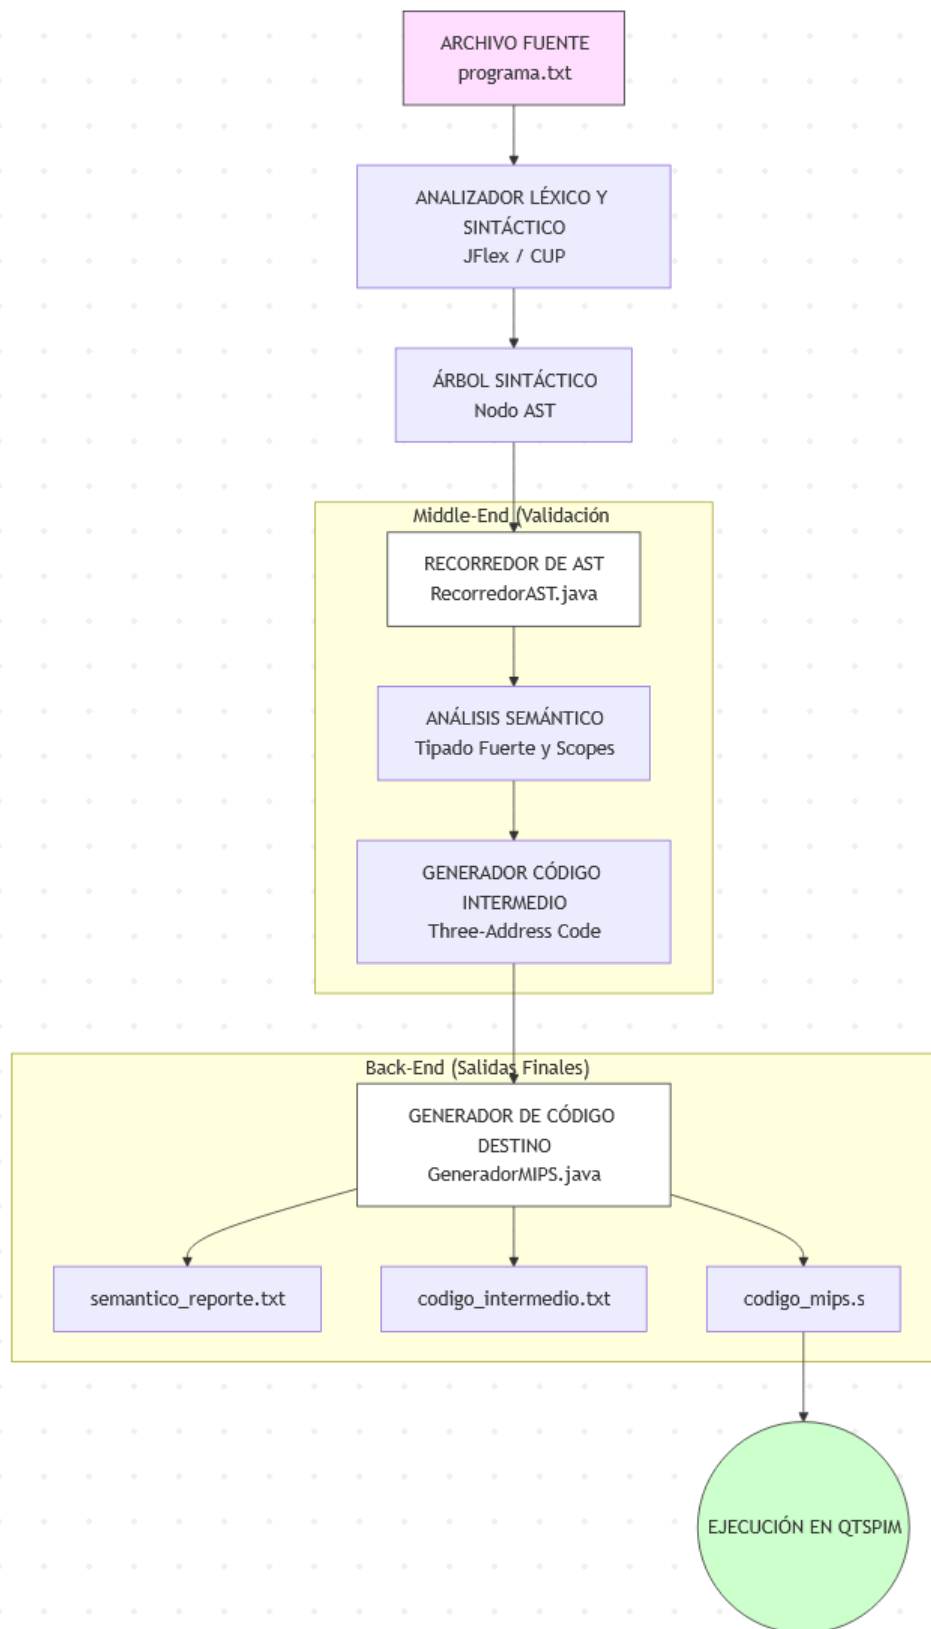 ARCHIVO FUENTE
programa.txt
ANALIZADOR LÉXICO Y
SINTÁCTICO
JFlex / CUP
ÁRBOL SINTÁCTICO
Nodo AST
Middle-End (Validación
RECORREDOR DE AST
RecorredorAST.java
ANÁLISIS SEMÁNTICO
Tipado Fuerte y Scopes
GENERADOR CÓDIGO
INTERMEDIO
Three-Address Code
Back-End (Salidas Finales)
GENERADOR DE CÓDIGO
DESTINO
GeneradorMIPS.java
semantico_reporte.txt
codigo_intermedio.txt
codigo_mips.s
EJECUCIÓN EN QTSPIM